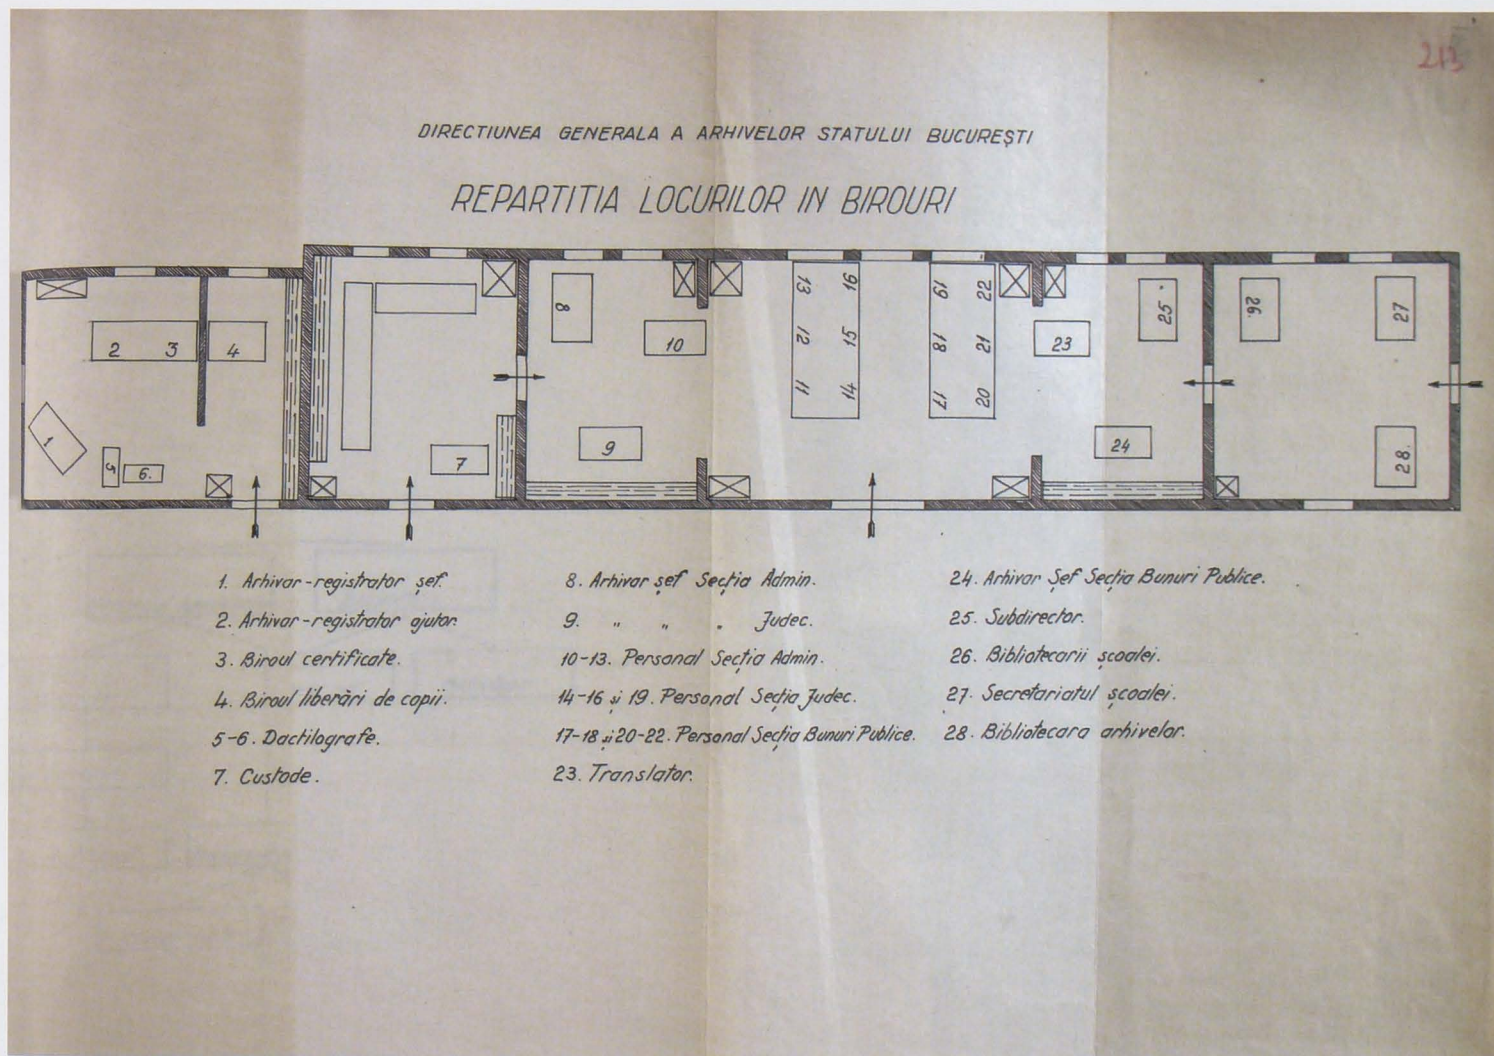 213
DIRECTIUNEA GENERALA A ARHIVELOR STATULUI BUCUREȘTI
REPARTITIA LOCURILOR IN BIROURI
1
2
3
4
5
6.
7
8
9
10
11
12
13
14
15
16
17
18
19
20
21
22
23
24
25
26.
27
28.
1. Arhivar-registrator șef.
2. Arhivar-registrator ajutor.
3. Biroul certificate.
4. Biroul liberări de copii.
5-6. Dactilografe.
7. Custode.
8. Arhivar șef Secția Admin.
9. " " " Judec.
10-13. Personal Secția Admin.
14-16 și 19. Personal Secția Judec.
17-18 și 20-22. Personal Secția Bunuri Publice.
23. Translator.
24. Arhivar Șef Secția Bunuri Publice.
25. Subdirector.
26. Bibliotecarii școalei.
27. Secretariatul școalei.
28. Bibliotecara arhivelor.